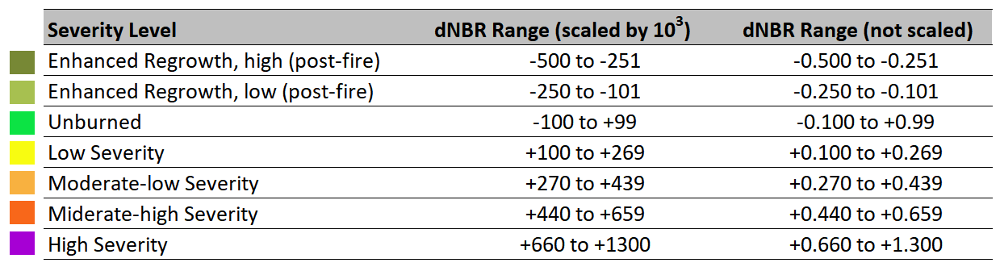 Severity Level dNBR Range (scaled by 10³) dNBR Range (not scaled)
Enhanced Regrowth, high (post-fire) -500 to -251 -0.500 to -0.251
Enhanced Regrowth, low (post-fire) -250 to -101 -0.250 to -0.101
Unburned -100 to +99 -0.100 to +0.99
Low Severity +100 to +269 +0.100 to +0.269
Moderate-low Severity +270 to +439 +0.270 to +0.439
Miderate-high Severity +440 to +659 +0.440 to +0.659
High Severity +660 to +1300 +0.660 to +1.300